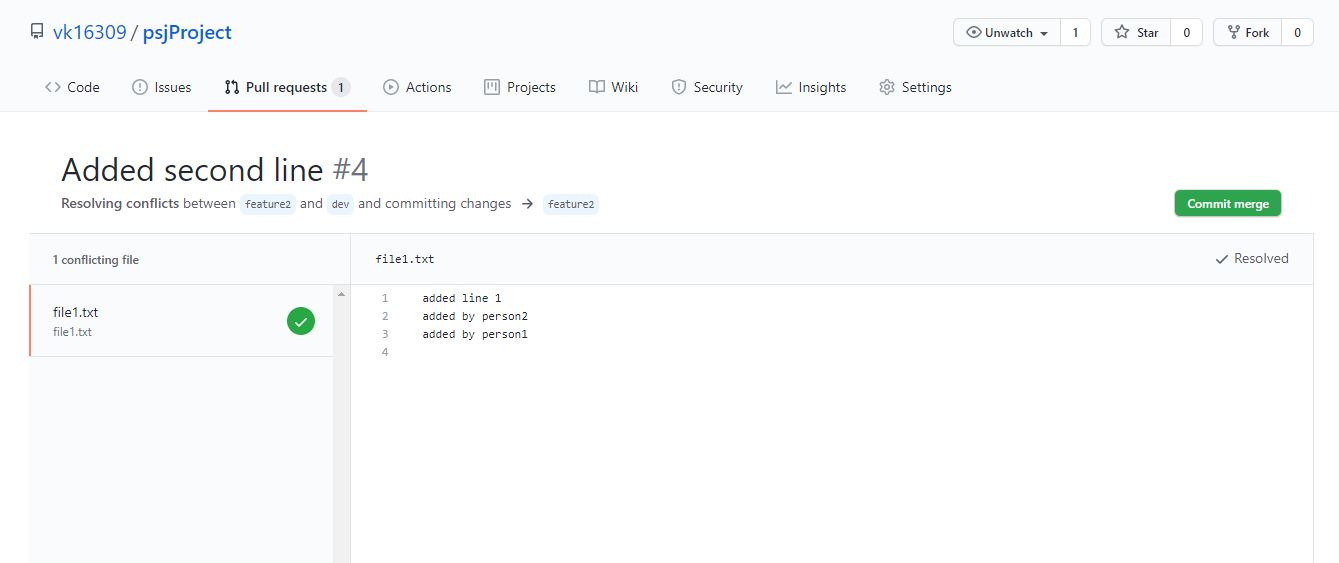 vk16309 / psjProject
Unwatch 1 Star 0 Fork 0
Code Issues Pull requests 1 Actions Projects Wiki Security Insights Settings
Added second line #4
Resolving conflicts between feature2 and dev and committing changes → feature2
Commit merge
1 conflicting file
file1.txt
Resolved
file1.txt
file1.txt
1 added line 1
2 added by person2
3 added by person1
4